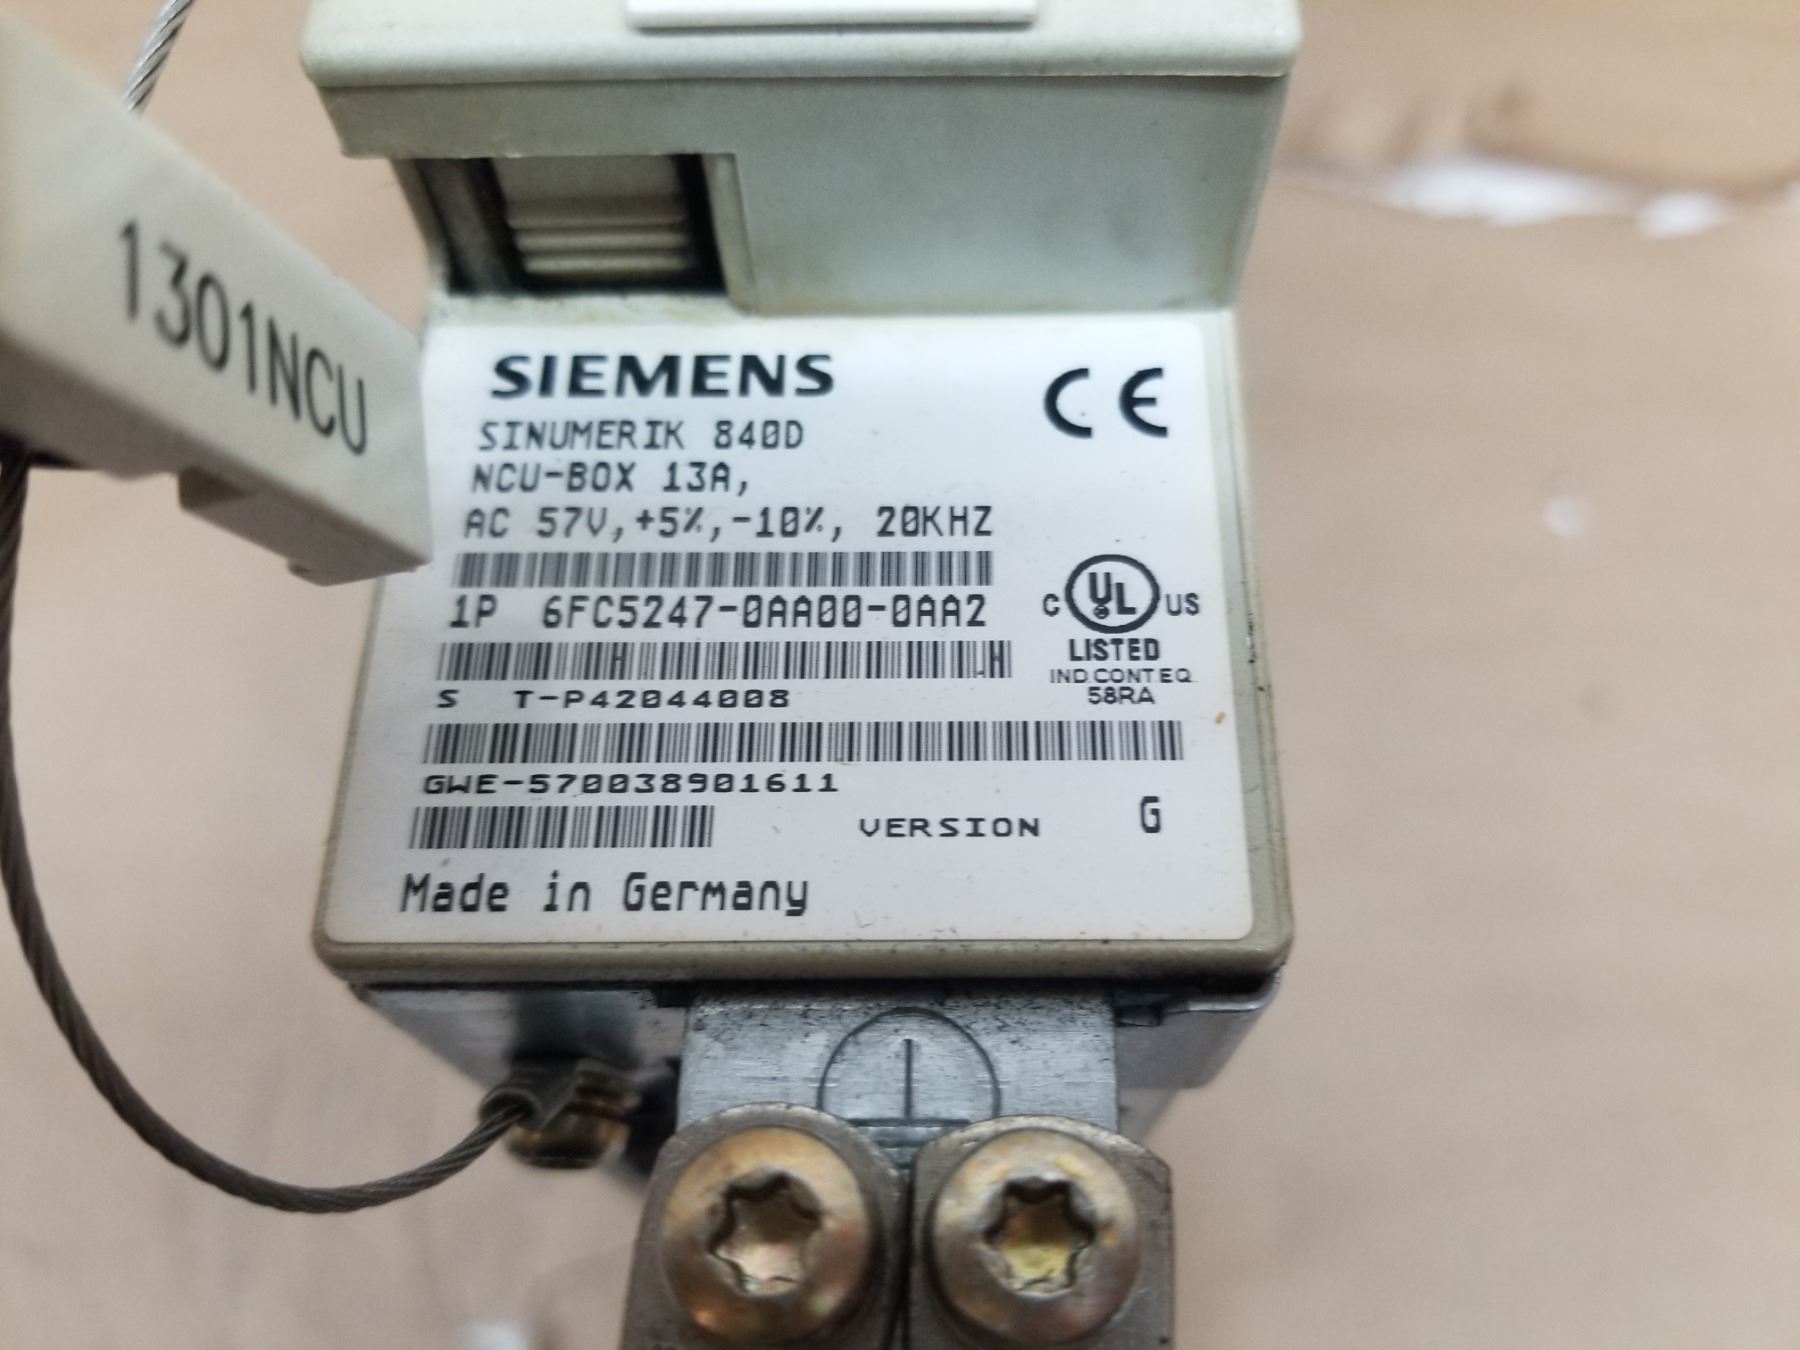 1301NCU
SIEMENS
CE
SINUMERIK 840D
NCU-BOX 13A,
AC 57V,+5%,-10%, 20KHZ
1P 6FC5247-0AA00-0AA2
C UL US
LISTED
IND.CONT.EQ.
58RA
S T-P42044008
GWE-570038901611
VERSION G
Made in Germany